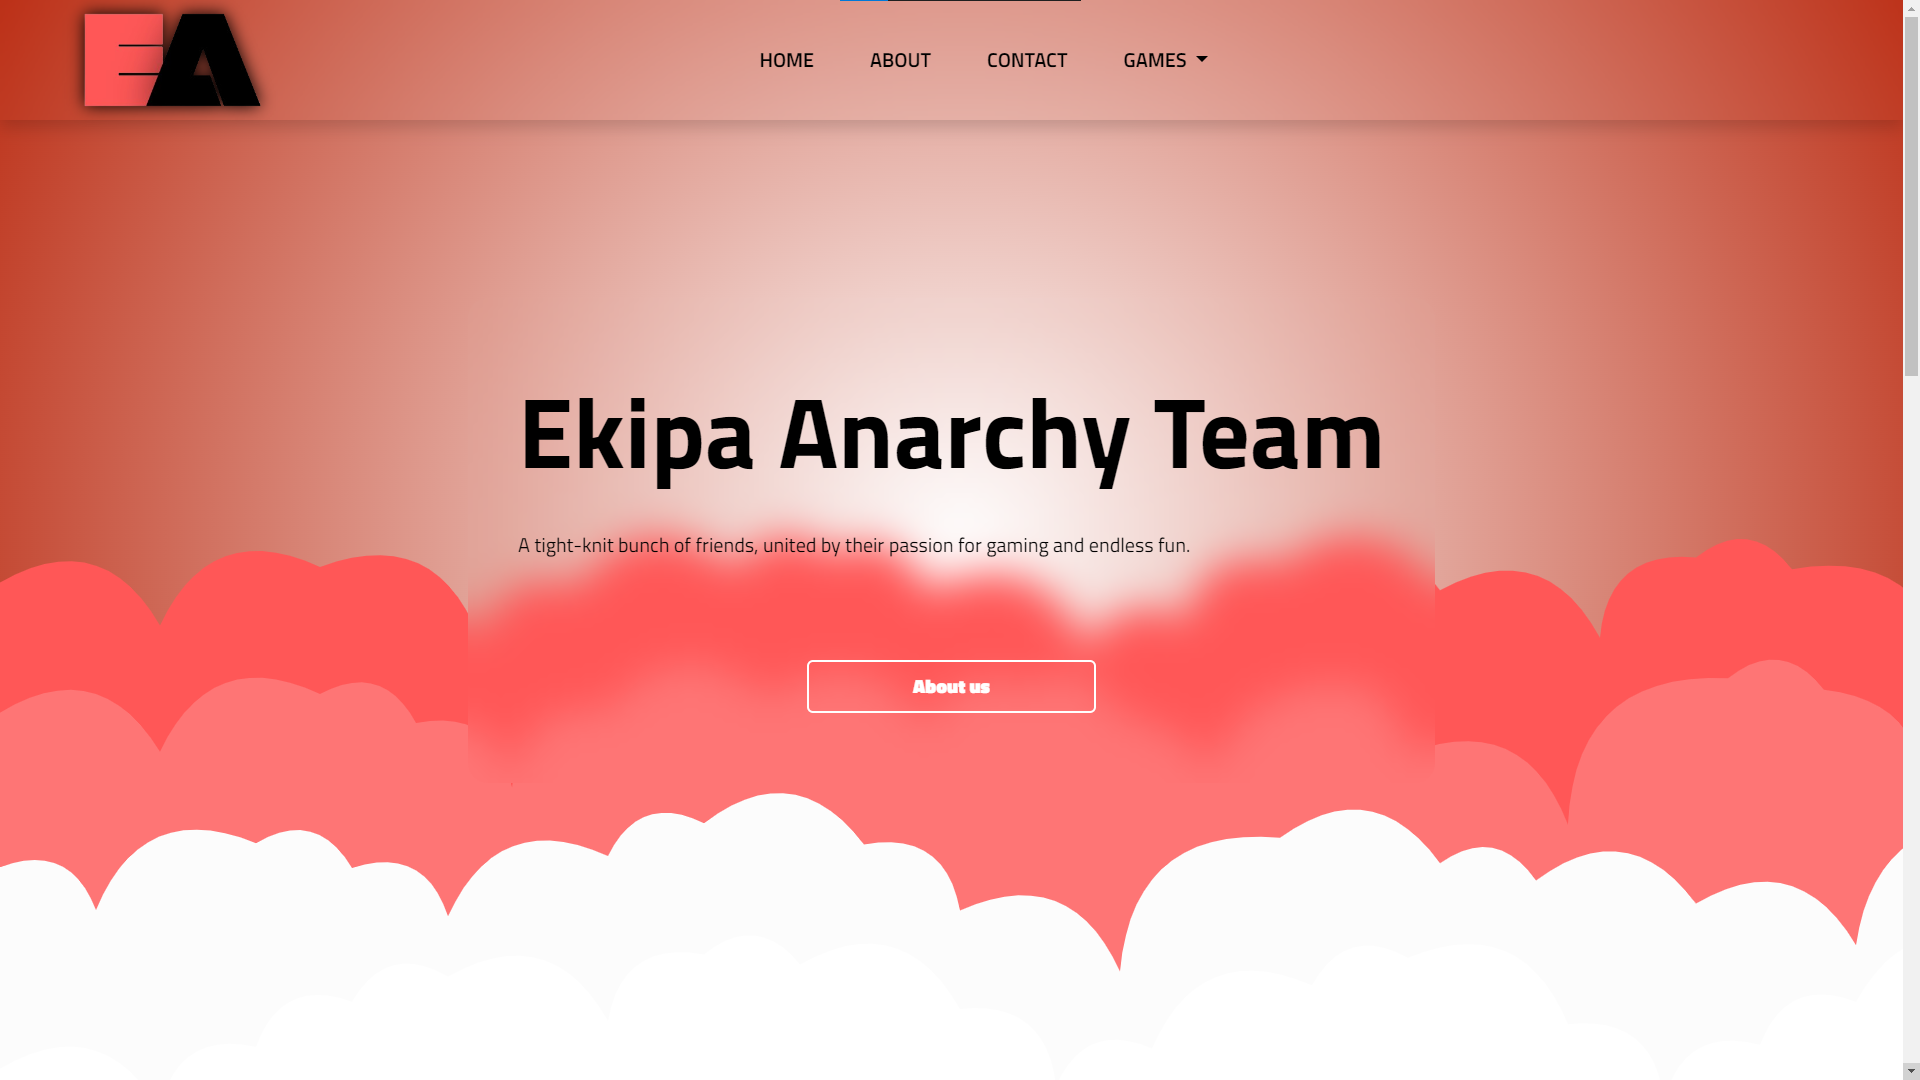 EA
HOME ABOUT CONTACT GAMES
Ekipa Anarchy Team
A tight-knit bunch of friends, united by their passion for gaming and endless fun.
About us